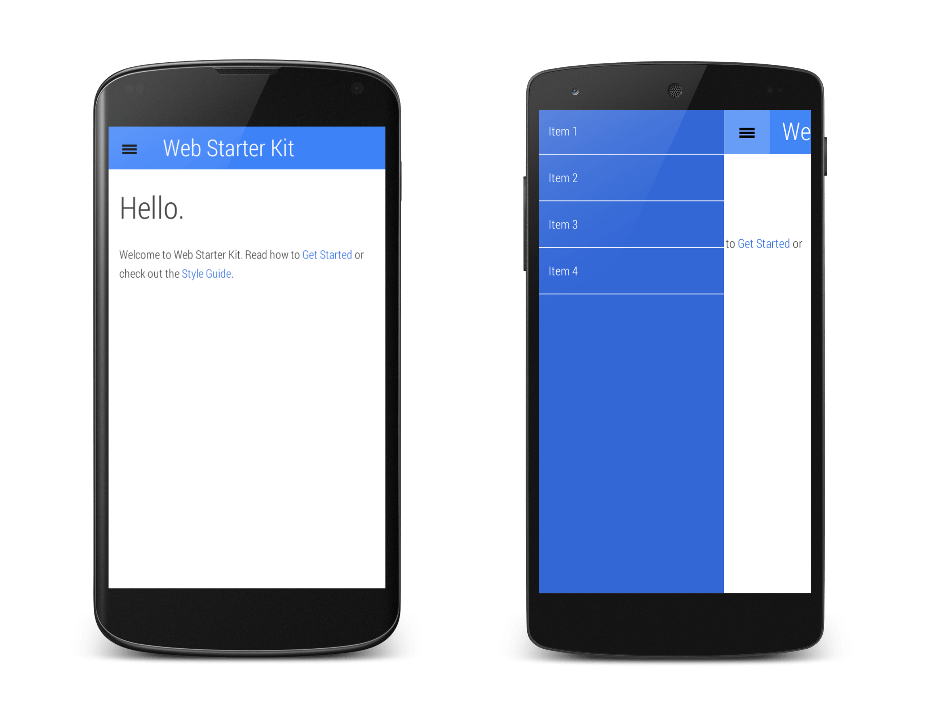 Web Starter Kit
Hello.
Welcome to Web Starter Kit. Read how to Get Started or
check out the Style Guide.
Item 1
We
Item 2
Item 3
to Get Started or
Item 4